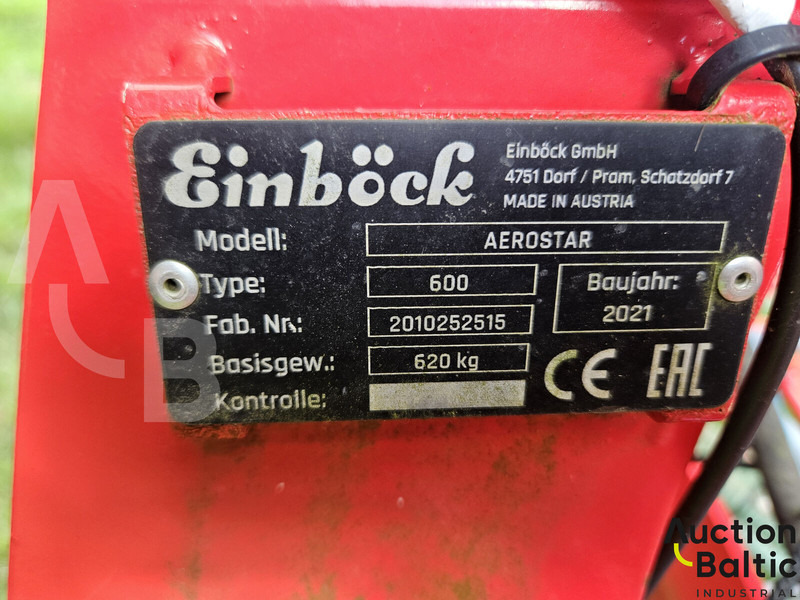 Einböck
Einböck GmbH
4751 Dorf / Pram, Schatzdorf 7
MADE IN AUSTRIA
Modell: AEROSTAR
Type: 600
Baujahr:
2021
Fab. Nr.: 2010252515
Basisgew.: 620 kg
Kontrolle:
CE EAC
A
B
Auction
Baltic
INDUSTRIAL